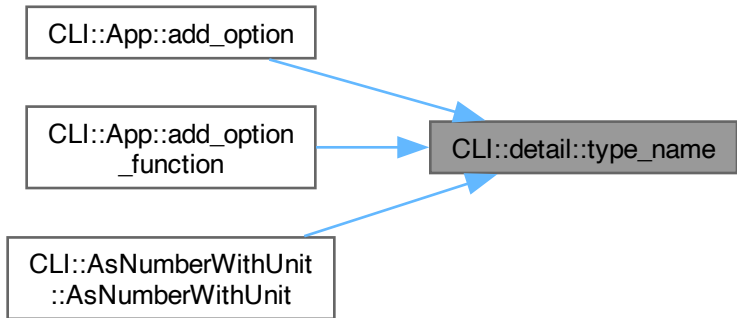 CLI::App::add_option
CLI::App::add_option
_function
CLI::detail::type_name
CLI::AsNumberWithUnit
::AsNumberWithUnit